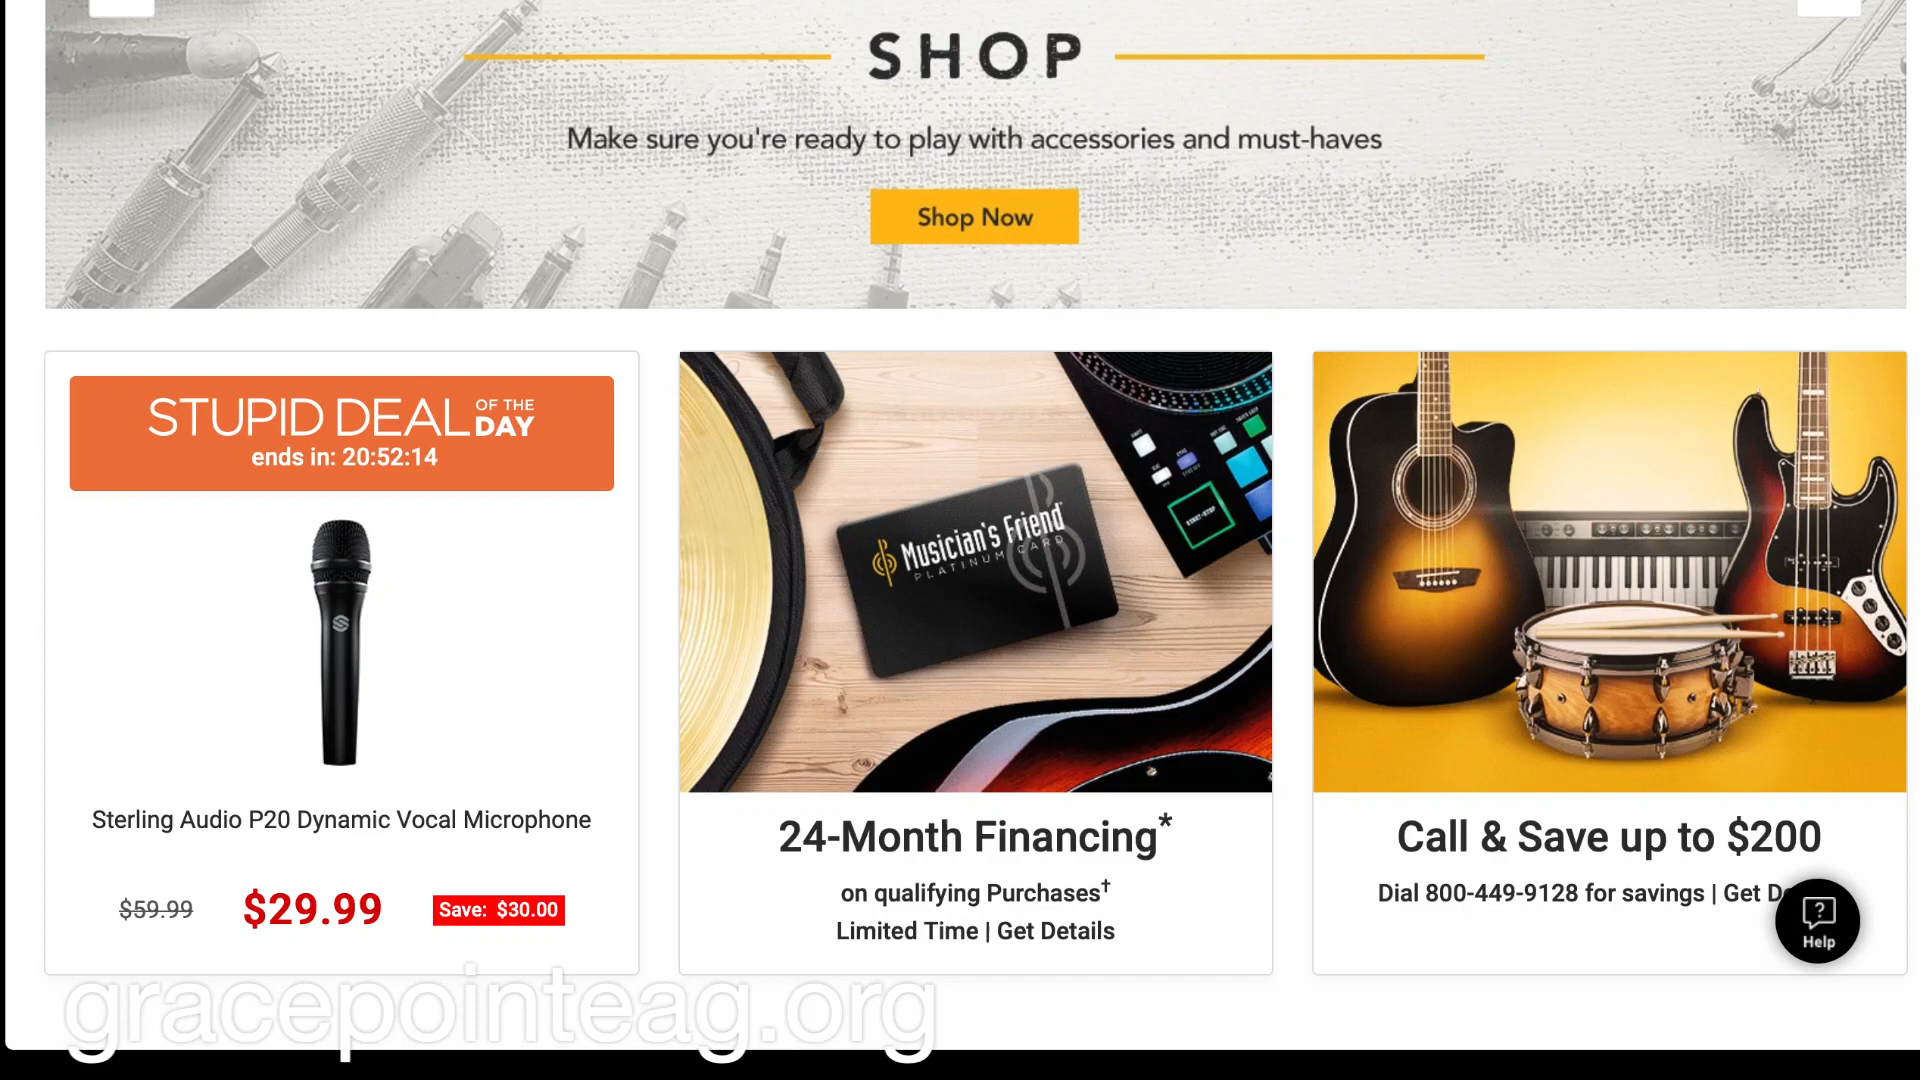 SHOP
Make sure you're ready to play with accessories and must-haves
Shop Now
STUPID DEAL OF THE DAY
ends in: 20:52:14
Sterling Audio P20 Dynamic Vocal Microphone
$59.99 $29.99 Save: $30.00
Musician's Friend
PLATINUM CARD
START•STOP
24-Month Financing*
on qualifying Purchases†
Limited Time | Get Details
Call & Save up to $200
Dial 800-449-9128 for savings | Get
Help
gracepointeag.org